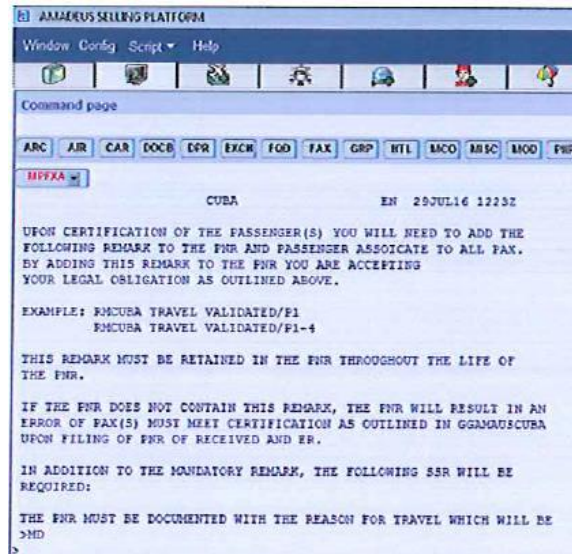 AMADEUS SELLING PLATFORM
Window Config Script Help
Command page
ARC AIR CAR DOCB DPR EXCH FQD FAX GRP HTL MCO MISC MOD PNR
MPFXA
CUBA EN 29JUL16 1223Z
UPON CERTIFICATION OF THE PASSENGER(S) YOU WILL NEED TO ADD THE
FOLLOWING REMARK TO THE PNR AND PASSENGER ASSOICATE TO ALL PAX.
BY ADDING THIS REMARK TO THE PNR YOU ARE ACCEPTING
YOUR LEGAL OBLIGATION AS OUTLINED ABOVE.
EXAMPLE: RMCUBA TRAVEL VALIDATED/P1
RMCUBA TRAVEL VALIDATED/P1-4
THIS REMARK MUST BE RETAINED IN THE PNR THROUGHOUT THE LIFE OF
THE PNR.
IF THE PNR DOES NOT CONTAIN THIS REMARK, THE PNR WILL RESULT IN AN
ERROR OF PAX(S) MUST MEET CERTIFICATION AS OUTLINED IN GGAMAUSCUBA
UPON FILING OF PNR OF RECEIVED AND ER.
IN ADDITION TO THE MANDATORY REMARK, THE FOLLOWING SSR WILL BE
REQUIRED:
THE PNR MUST BE DOCUMENTED WITH THE REASON FOR TRAVEL WHICH WILL BE
>MD
>